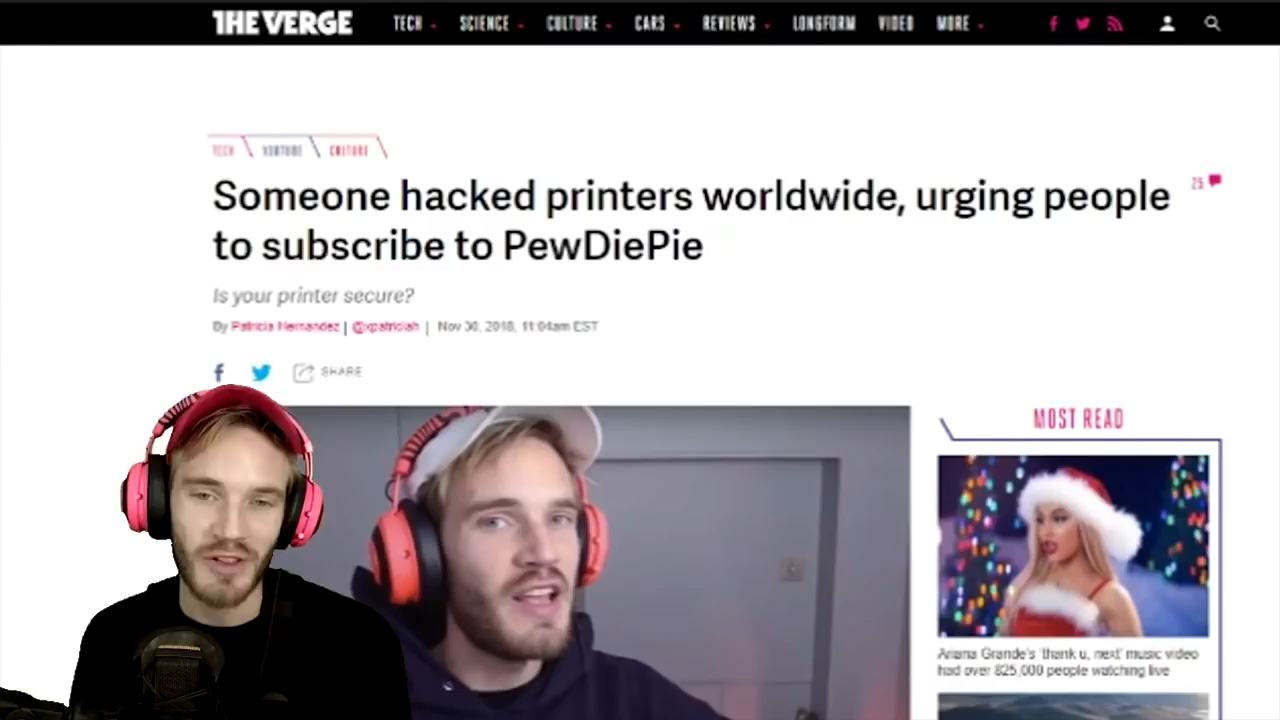 THE VERGE
TECH SCIENCE CULTURE CARS REVIEWS LONGFORM VIDEO MORE
TECH YOUTUBE CULTURE
Someone hacked printers worldwide, urging people
to subscribe to PewDiePie
25
Is your printer secure?
By Patricia Hernandez | @xpatriciah | Nov 30, 2018, 11:04am EST
SHARE
MOST READ
Ariana Grande's 'thank u, next' music video
had over 825,000 people watching live